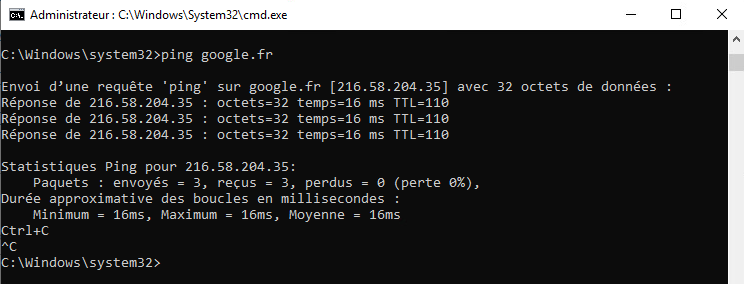 Administrateur : C:\Windows\System32\cmd.exe
C:\Windows\system32>ping google.fr
Envoi d’une requête 'ping' sur google.fr [216.58.204.35] avec 32 octets de données :
Réponse de 216.58.204.35 : octets=32 temps=16 ms TTL=110
Réponse de 216.58.204.35 : octets=32 temps=16 ms TTL=110
Réponse de 216.58.204.35 : octets=32 temps=16 ms TTL=110
Statistiques Ping pour 216.58.204.35:
    Paquets : envoyés = 3, reçus = 3, perdus = 0 (perte 0%),
Durée approximative des boucles en millisecondes :
    Minimum = 16ms, Maximum = 16ms, Moyenne = 16ms
Ctrl+C
^C
C:\Windows\system32>